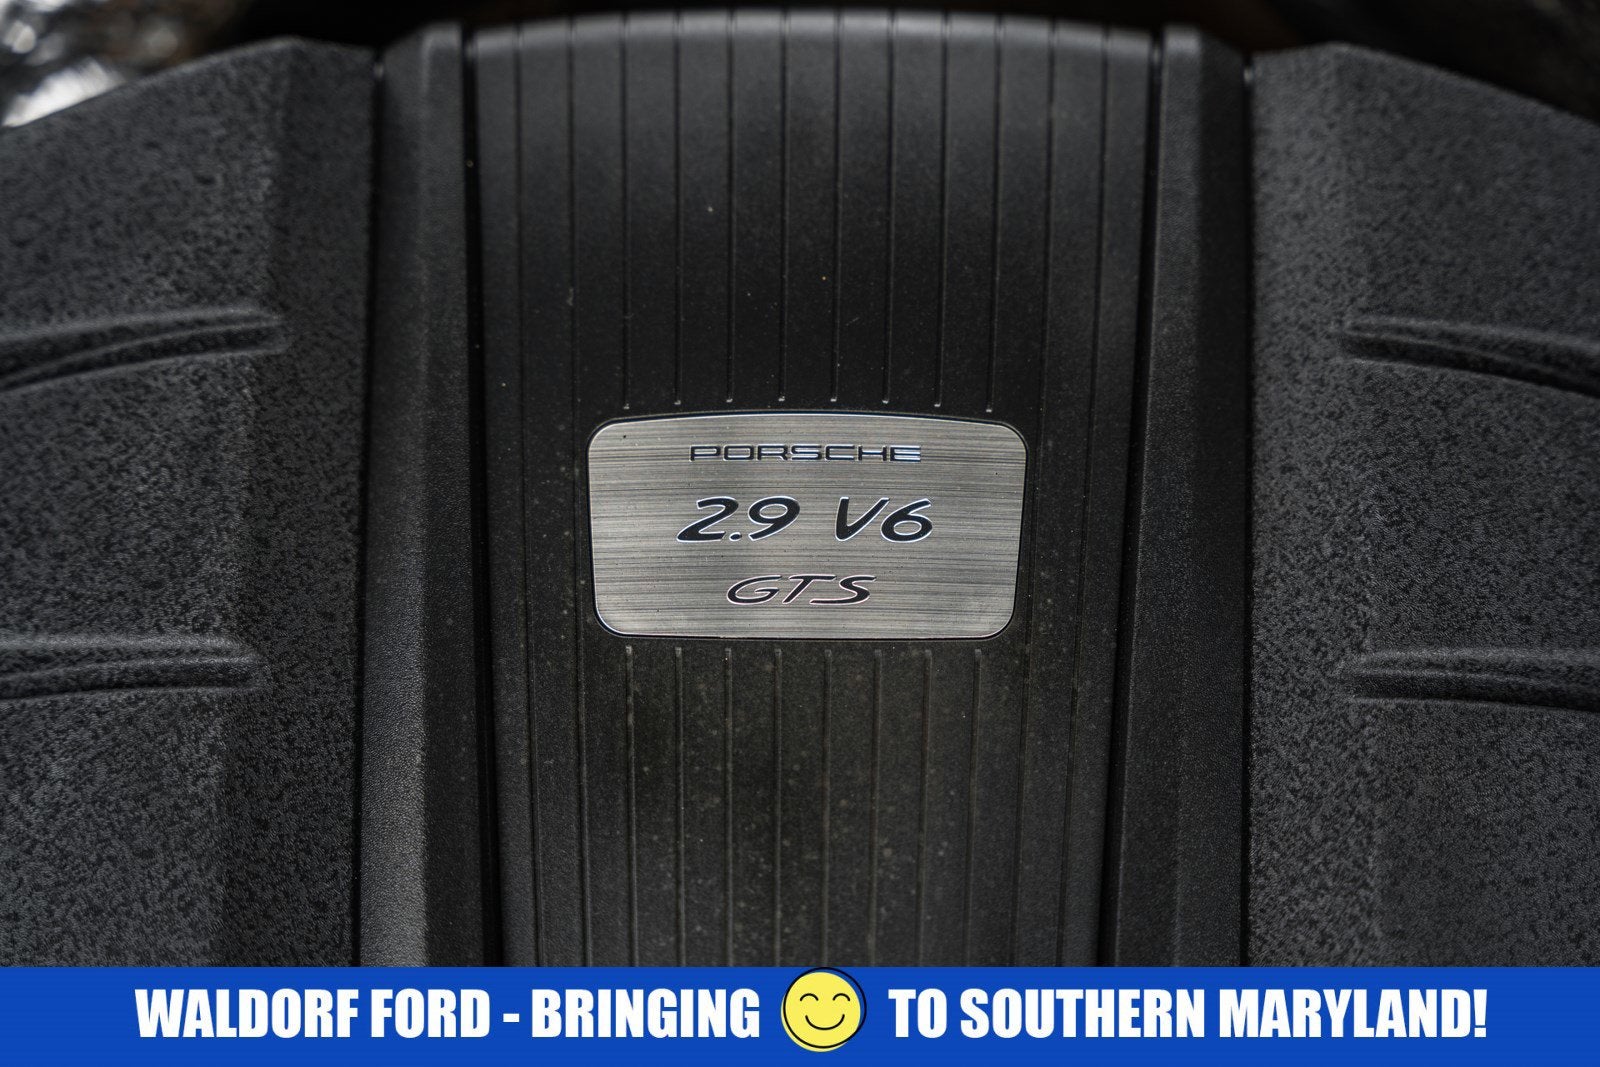 PORSCHE
2.9 V6
GTS
WALDORF FORD - BRINGING TO SOUTHERN MARYLAND!